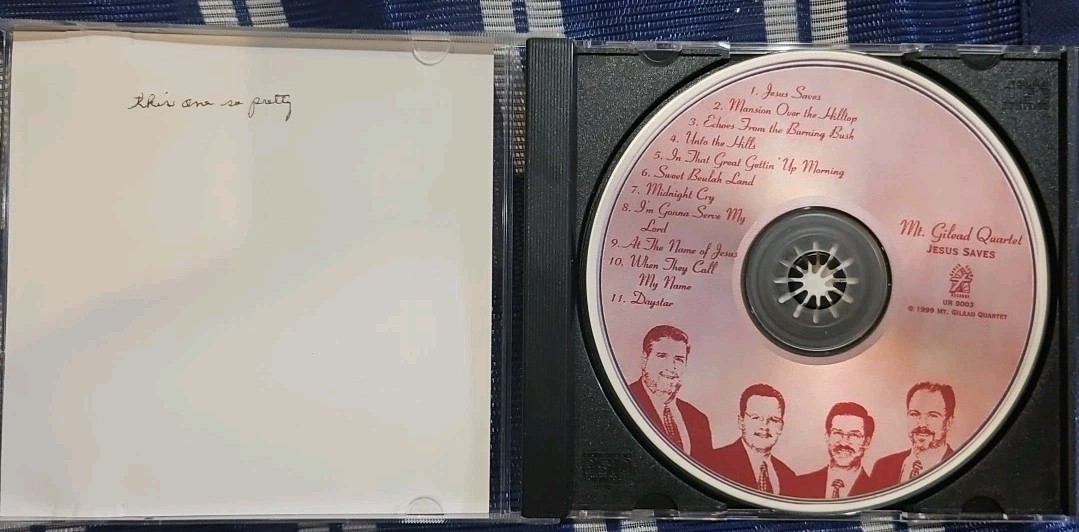 this one so pretty
1. Jesus Saves
2. Mansion Over the Hilltop
3. Echoes From the Burning Bush
4. Unto the Hills
5. In That Great Gettin' Up Morning
6. Sweet Beulah Land
7. Midnight Cry
8. I'm Gonna Serve My
Lord
9. At The Name of Jesus
10. When They Call
My Name
11. Daystar
Mt. Gilead Quartet
JESUS SAVES
RECORDS
UR 9003
© 1999 MT. GILEAD QUARTET